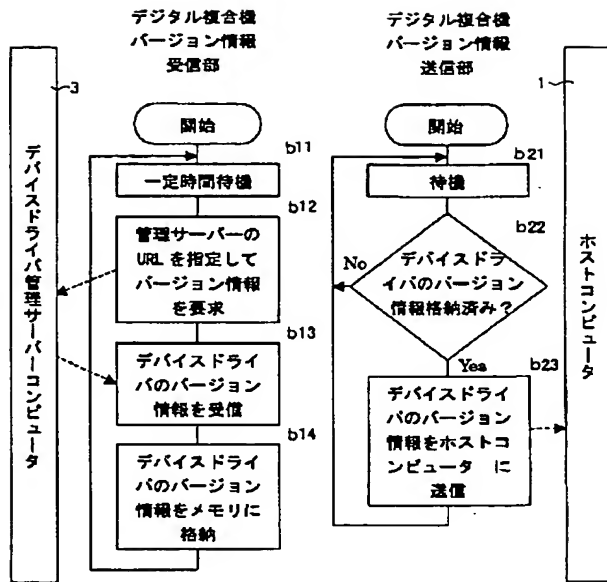 デジタル複合機
バージョン情報
受信部
デジタル複合機
バージョン情報
送信部
3
1
デバイスドライバ管理サーバーコンピュータ
ホストコンピュータ
開始
b11
一定時間待機
b12
管理サーバーの
URLを指定して
バージョン情報
を要求
b13
デバイスドライ
バのバージョン
情報を受信
b14
デバイスドライ
バのバージョン
情報をメモリに
格納
開始
b21
待機
b22
No
デバイスドラ
イバのバージョン
情報格納済み？
Yes
b23
デバイスドライ
バのバージョン
情報をホストコ
ンピュータ に
送信